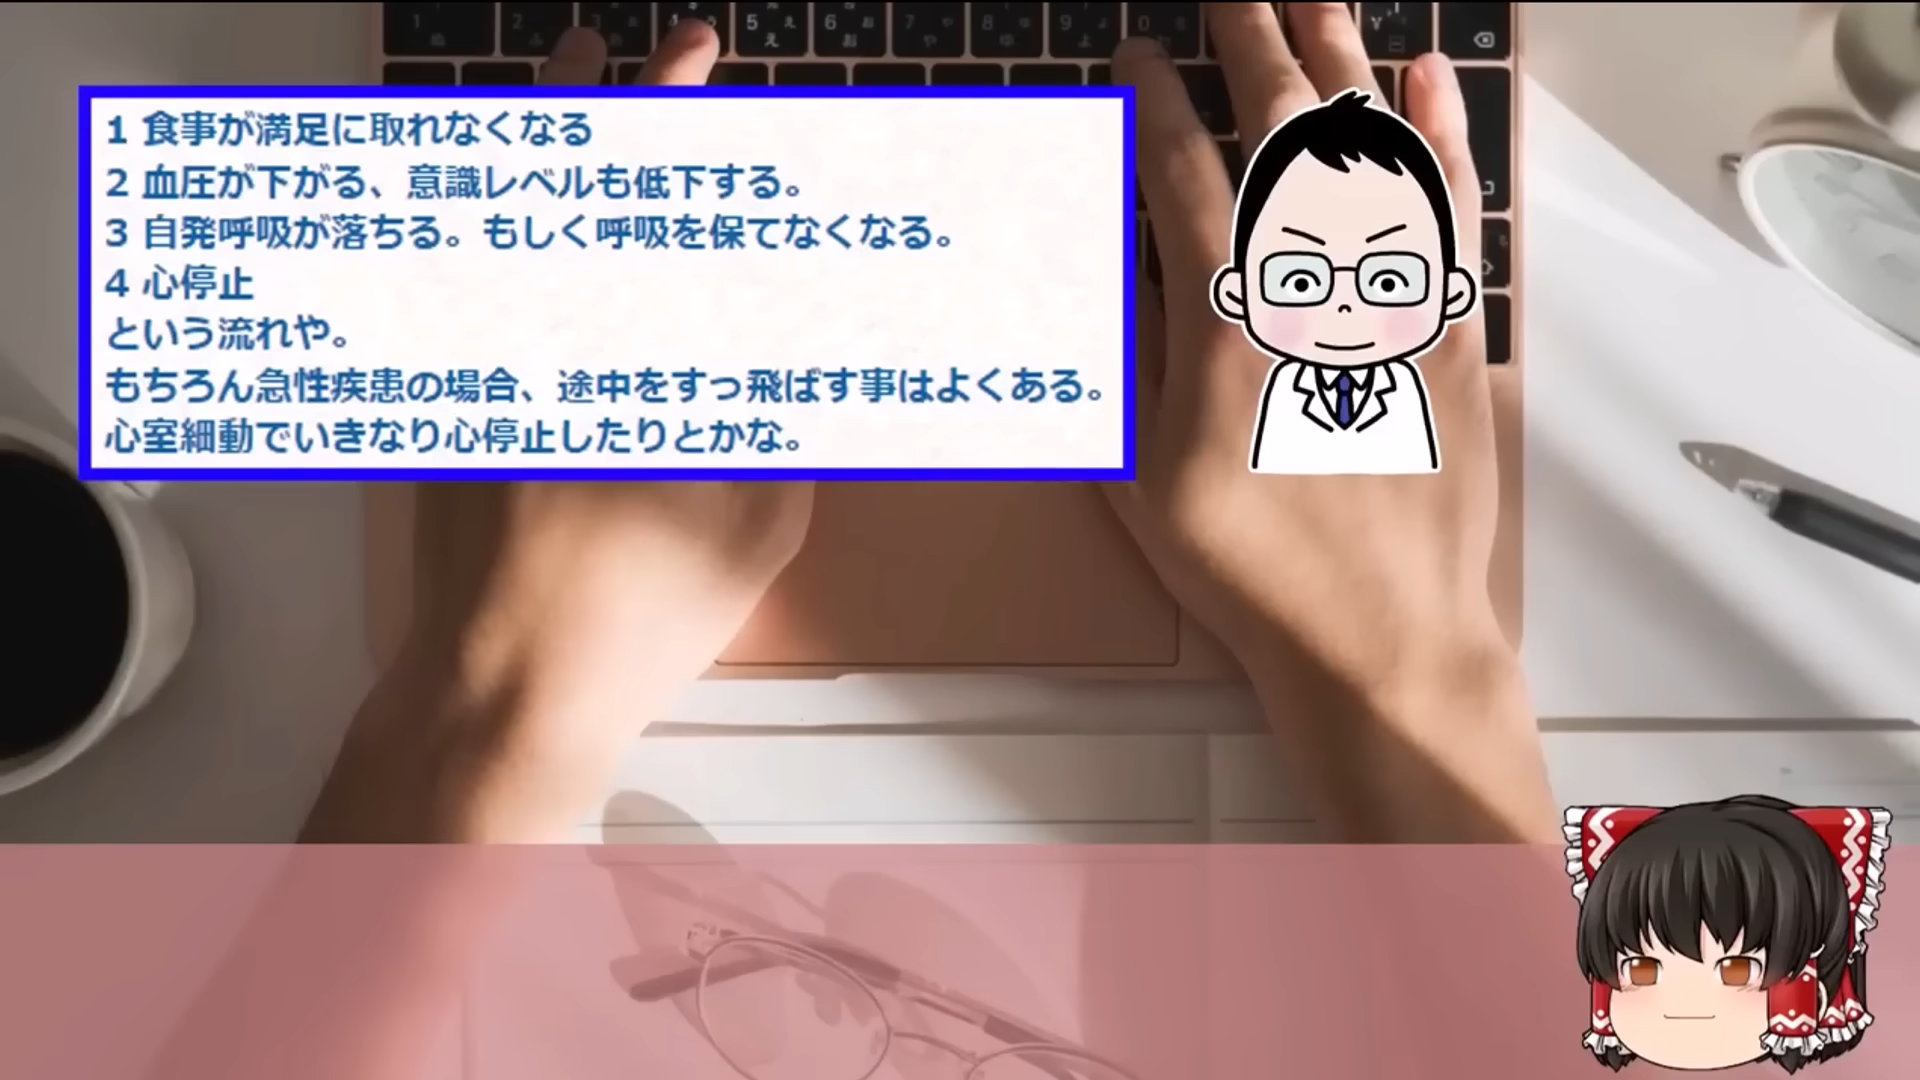 1 食事が満足に取れなくなる
2 血圧が下がる、意識レベルも低下する。
3 自発呼吸が落ちる。もしく呼吸を保てなくなる。
4 心停止
という流れや。
もちろん急性疾患の場合、途中をすっ飛ばす事はよくある。
心室細動でいきなり心停止したりとかな。